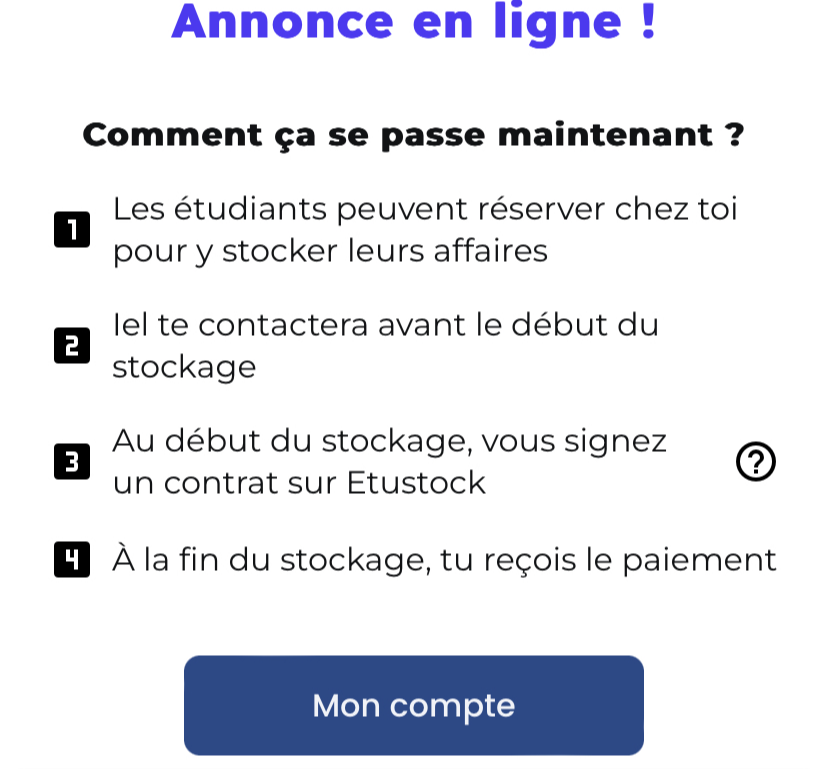 Annonce en ligne !
Comment ça se passe maintenant ?
1
Les étudiants peuvent réserver chez toi
pour y stocker leurs affaires
2
Iel te contactera avant le début du
stockage
3
Au début du stockage, vous signez
un contrat sur Etustock
?
4
À la fin du stockage, tu reçois le paiement
Mon compte